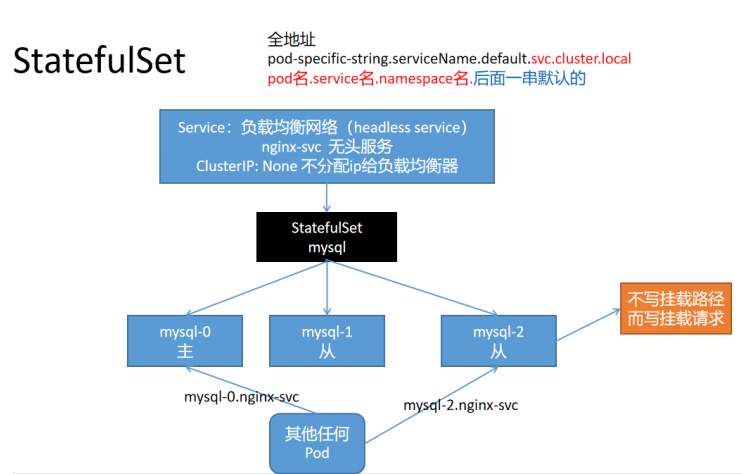 全地址
StatefulSet
pod-specific-string.serviceName.default.svc.cluster.local
pod名.service名.namespace名.后面一串默认的
Service：负载均衡网络（headless service）
nginx-svc 无头服务
ClusterIP: None 不分配ip给负载均衡器
StatefulSet
mysql
不写挂载路径
而写挂载请求
mysql-0
主
mysql-1
从
mysql-2
从
mysql-0.nginx-svc
mysql-2.nginx-svc
其他任何
Pod